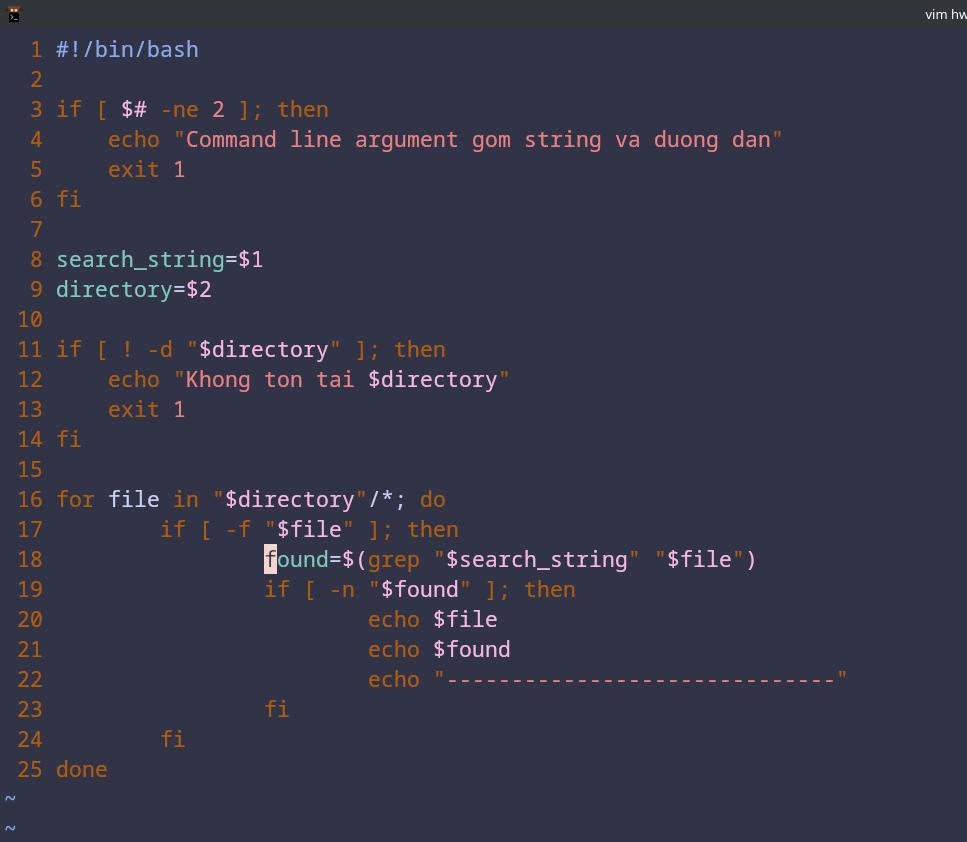 vim hw
1 #!/bin/bash
2
3 if [ $# -ne 2 ]; then
4     echo "Command line argument gom string va duong dan"
5     exit 1
6 fi
7
8 search_string=$1
9 directory=$2
10
11 if [ ! -d "$directory" ]; then
12     echo "Khong ton tai $directory"
13     exit 1
14 fi
15
16 for file in "$directory"/*; do
17         if [ -f "$file" ]; then
18                 found=$(grep "$search_string" "$file")
19                 if [ -n "$found" ]; then
20                         echo $file
21                         echo $found
22                         echo "------------------------------"
23                 fi
24         fi
25 done
~
~